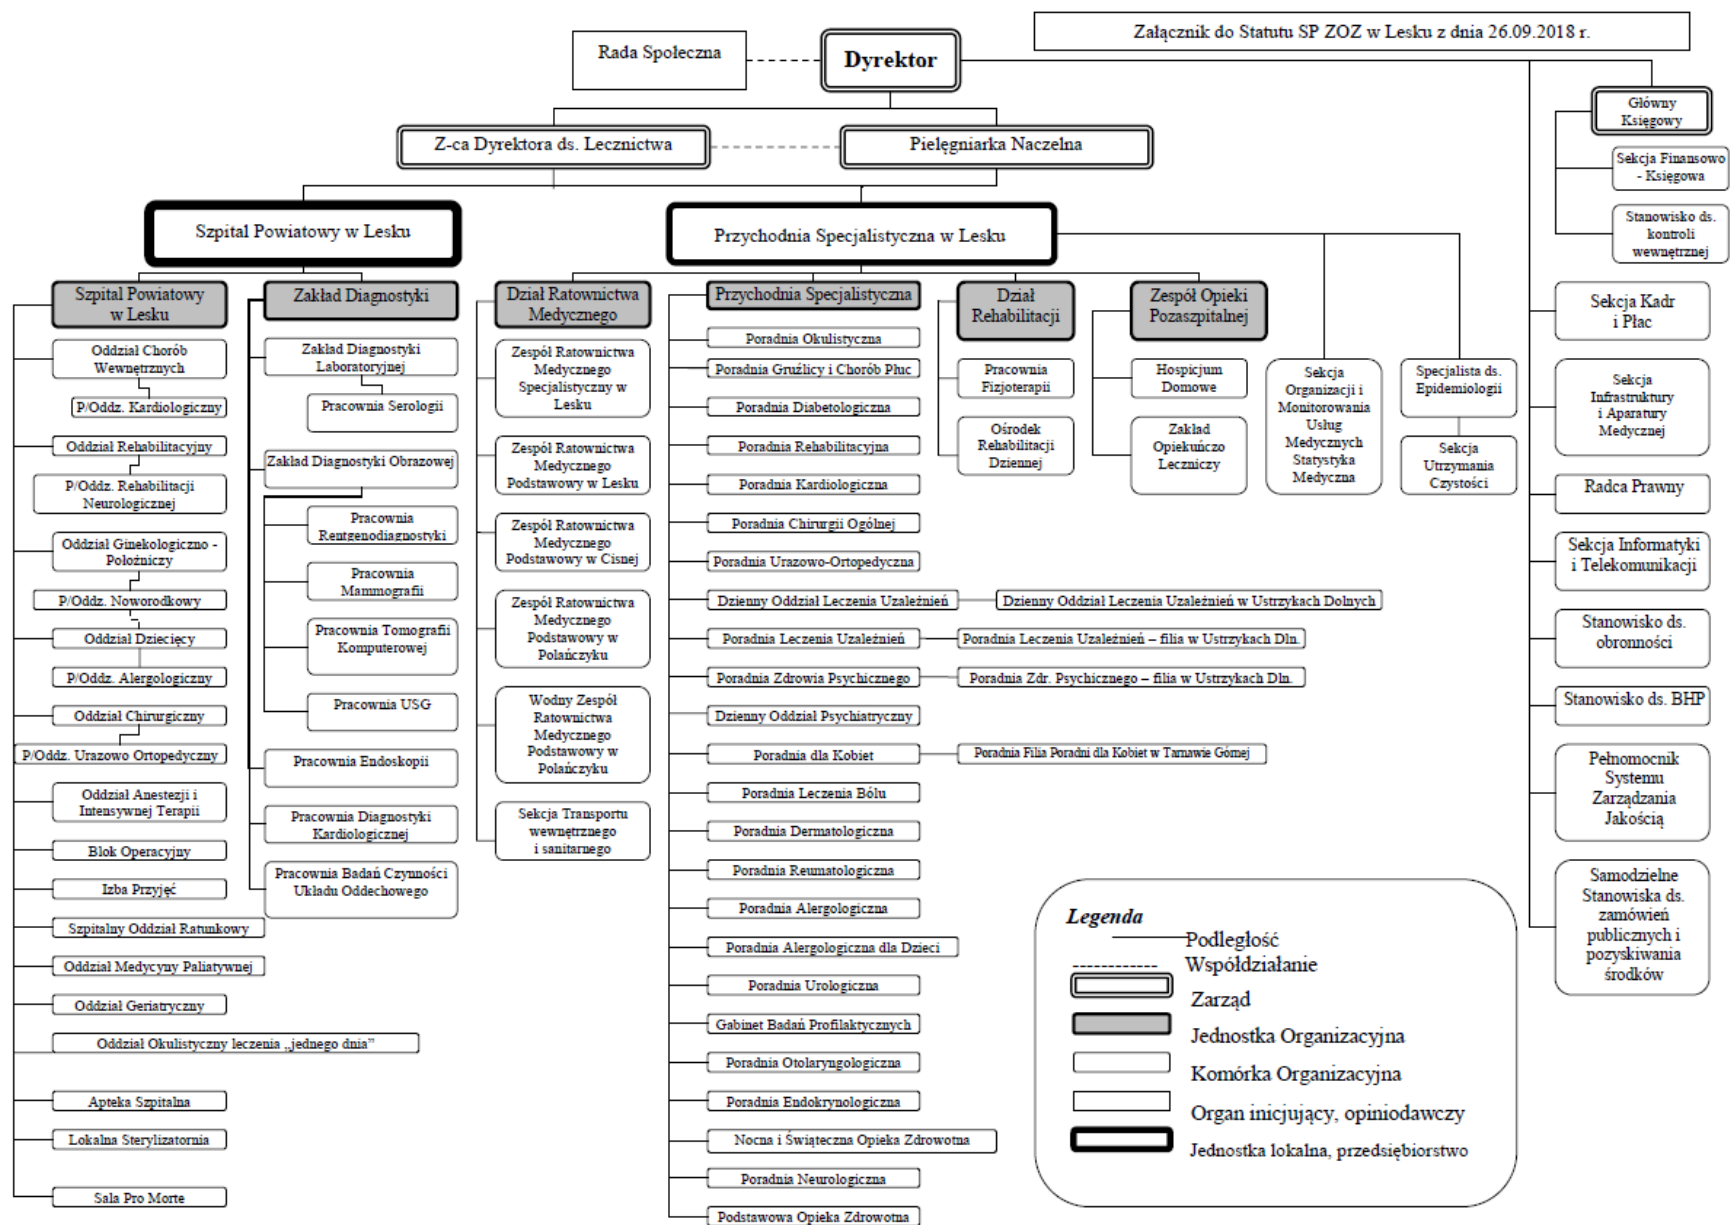 Załącznik do Statutu SP ZOZ w Lesku z dnia 26.09.2018 r.
Rada Społeczna
Dyrektor
Główny
Księgowy
Z-ca Dyrektora ds. Lecznictwa
Pielęgniarka Naczelna
Sekcja Finansowo
- Księgowa
Stanowisko ds.
kontroli
wewnętrznej
Szpital Powiatowy w Lesku
Przychodnia Specjalistyczna w Lesku
Szpital Powiatowy
w Lesku
Oddział Chorób
Wewnętrznych
P/Oddz. Kardiologiczny
Oddział Rehabilitacyjny
P/Oddz. Rehabilitacji
Neurologicznej
Oddział Ginekologiczno -
Położniczy
P/Oddz. Noworodkowy
Oddział Dziecięcy
P/Oddz. Alergologiczny
Oddział Chirurgiczny
P/Oddz. Urazowo Ortopedyczny
Oddział Anestezji i
Intensywnej Terapii
Blok Operacyjny
Izba Przyjęć
Szpitalny Oddział Ratunkowy
Oddział Medycyny Paliatywnej
Oddział Geriatryczny
Oddział Okulistyczny leczenia „jednego dnia”
Apteka Szpitalna
Lokalna Sterylizatornia
Sala Pro Morte
Zakład Diagnostyki
Zakład Diagnostyki
Laboratoryjnej
Pracownia Serologii
Zakład Diagnostyki Obrazowej
Pracownia
Rentgenodiagnostyki
Pracownia
Mammografii
Pracownia Tomografii
Komputerowej
Pracownia USG
Pracownia Endoskopii
Pracownia Diagnostyki
Kardiologicznej
Pracownia Badań Czynności
Układu Oddechowego
Dział Ratownictwa
Medycznego
Zespół Ratownictwa
Medycznego
Specjalistyczny w
Lesku
Zespół Ratownictwa
Medycznego
Podstawowy w Lesku
Zespół Ratownictwa
Medycznego
Podstawowy w Cisnej
Zespół Ratownictwa
Medycznego
Podstawowy w
Polańczyku
Wodny Zespół
Ratownictwa
Medycznego
Podstawowy w
Polańczyku
Sekcja Transportu
wewnętrznego
i sanitarnego
Przychodnia Specjalistyczna
Poradnia Okulistyczna
Poradnia Gruźlicy i Chorób Płuc
Poradnia Diabetologiczna
Poradnia Rehabilitacyjna
Poradnia Kardiologiczna
Poradnia Chirurgii Ogólnej
Poradnia Urazowo-Ortopedyczna
Dzienny Oddział Leczenia Uzależnień
Dzienny Oddział Leczenia Uzależnień w Ustrzykach Dolnych
Poradnia Leczenia Uzależnień
Poradnia Leczenia Uzależnień – filia w Ustrzykach Dln.
Poradnia Zdrowia Psychicznego
Poradnia Zdr. Psychicznego – filia w Ustrzykach Dln.
Dzienny Oddział Psychiatryczny
Poradnia dla Kobiet
Poradnia Filia Poradni dla Kobiet w Tarnawie Górnej
Poradnia Leczenia Bólu
Poradnia Dermatologiczna
Poradnia Reumatologiczna
Poradnia Alergologiczna
Poradnia Alergologiczna dla Dzieci
Poradnia Urologiczna
Gabinet Badań Profilaktycznych
Poradnia Otolaryngologiczna
Poradnia Endokrynologiczna
Nocna i Świąteczna Opieka Zdrowotna
Poradnia Neurologiczna
Podstawowa Opieka Zdrowotna
Dział
Rehabilitacji
Pracownia
Fizjoterapii
Ośrodek
Rehabilitacji
Dziennej
Zespół Opieki
Pozaszpitalnej
Hospicjum
Domowe
Zakład
Opiekuńczo
Leczniczy
Sekcja
Organizacji i
Monitorowania
Usług
Medycznych
Statystyka
Medyczna
Specjalista ds.
Epidemiologii
Sekcja
Utrzymania
Czystości
Sekcja Kadr
i Płac
Sekcja
Infrastruktury
i Aparatury
Medycznej
Radca Prawny
Sekcja Informatyki
i Telekomunikacji
Stanowisko ds.
obronności
Stanowisko ds. BHP
Pełnomocnik
Systemu
Zarządzania
Jakością
Samodzielne
Stanowiska ds.
zamówień
publicznych i
pozyskiwania
środków
Legenda
Podległość
Współdziałanie
Zarząd
Jednostka Organizacyjna
Komórka Organizacyjna
Organ inicjujący, opiniodawczy
Jednostka lokalna, przedsiębiorstwo